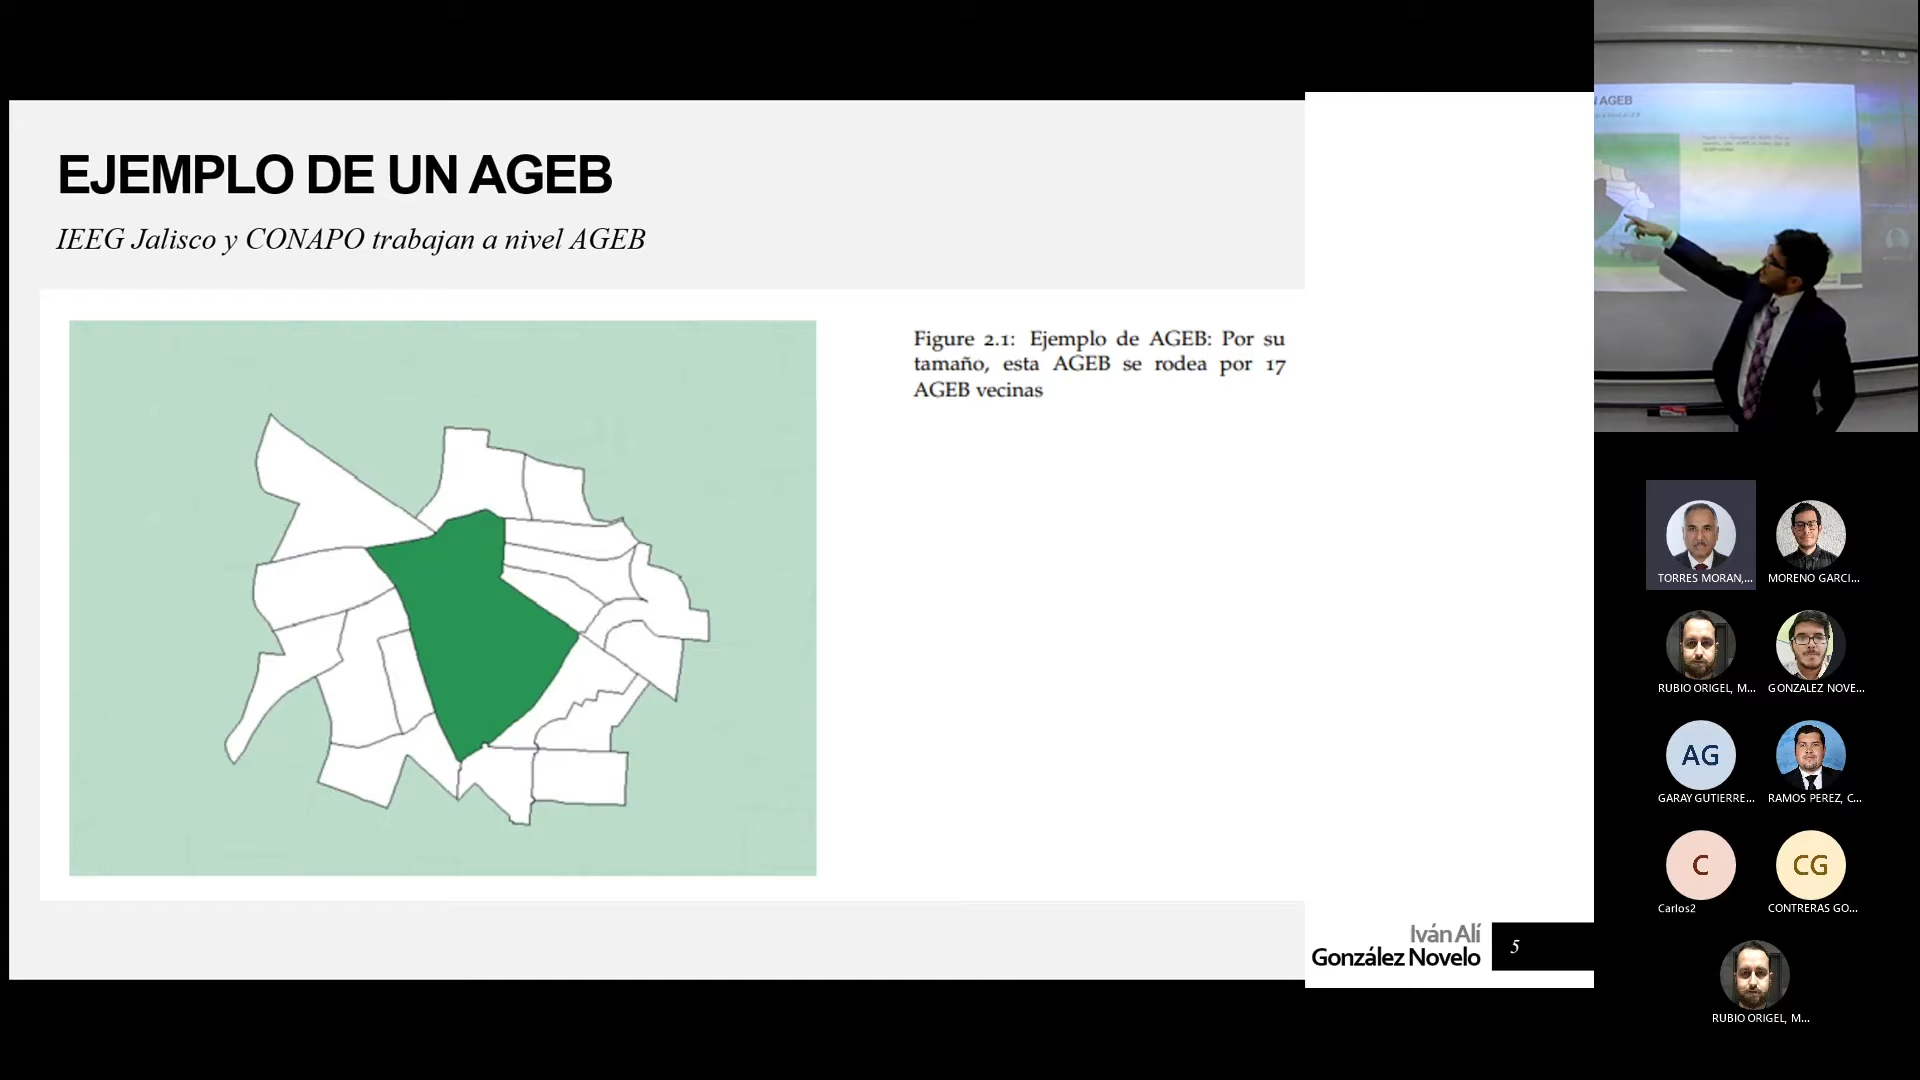 EJEMPLO DE UN AGEB
IEEG Jalisco y CONAPO trabajan a nivel AGEB
Figure 2.1: Ejemplo de AGEB: Por su
tamaño, esta AGEB se rodea por 17
AGEB vecinas
Iván Alí
González Novelo
5
AGEB
TORRES MORAN,...
MORENO GARCI...
RUBIO ORIGEL, M...
GONZALEZ NOVE...
AG
GARAY GUTIERRE...
RAMOS PEREZ, C...
C
Carlos2
CG
CONTRERAS GO...
RUBIO ORIGEL, M...